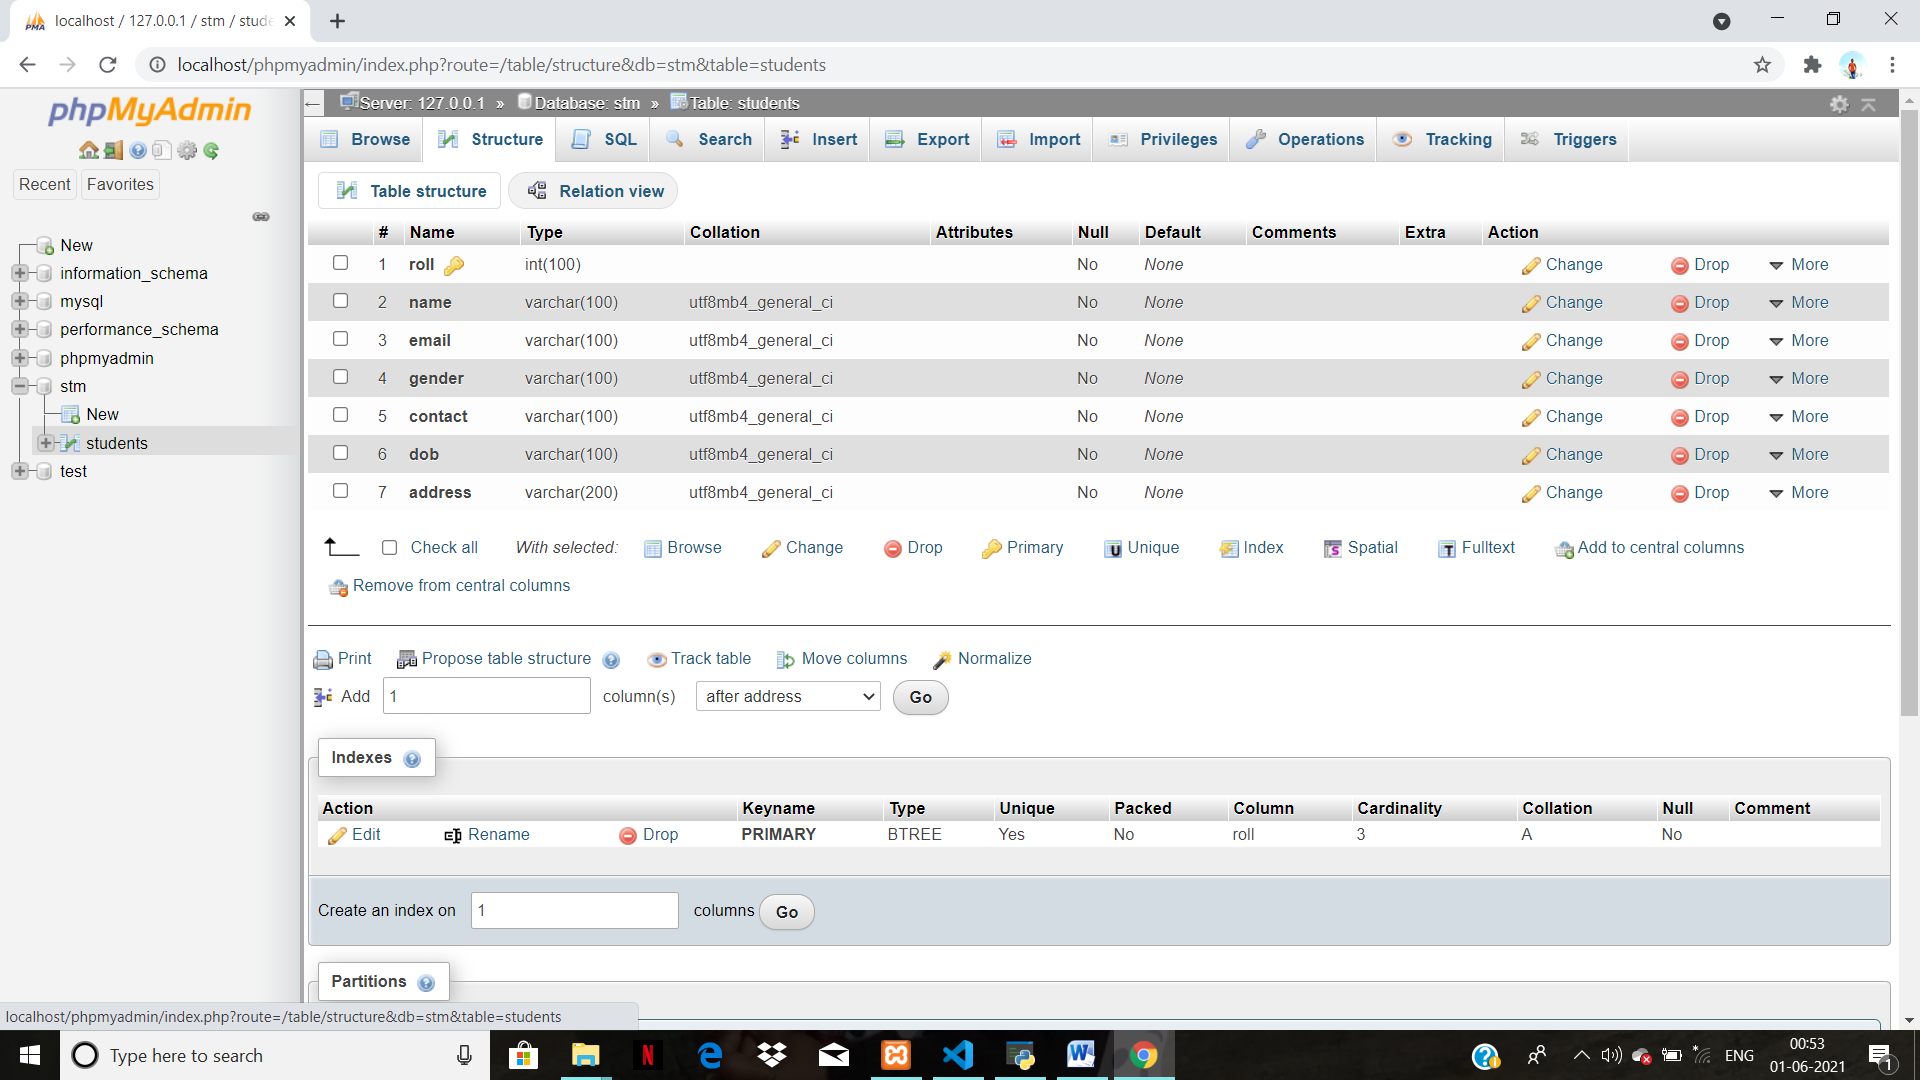 localhost / 127.0.0.1 / stm / stude
localhost/phpmyadmin/index.php?route=/table/structure&db=stm&table=students
phpMyAdmin
Recent Favorites
New
information_schema
mysql
performance_schema
phpmyadmin
stm
New
students
test
Server: 127.0.0.1 » Database: stm » Table: students
Browse Structure SQL Search Insert Export Import Privileges Operations Tracking Triggers
Table structure Relation view
# Name Type Collation Attributes Null Default Comments Extra Action
1 roll int(100) No None Change Drop More
2 name varchar(100) utf8mb4_general_ci No None Change Drop More
3 email varchar(100) utf8mb4_general_ci No None Change Drop More
4 gender varchar(100) utf8mb4_general_ci No None Change Drop More
5 contact varchar(100) utf8mb4_general_ci No None Change Drop More
6 dob varchar(100) utf8mb4_general_ci No None Change Drop More
7 address varchar(200) utf8mb4_general_ci No None Change Drop More
Check all With selected: Browse Change Drop Primary Unique Index Spatial Fulltext Add to central columns
Remove from central columns
Print Propose table structure Track table Move columns Normalize
Add 1 column(s) after address Go
Indexes
Action Keyname Type Unique Packed Column Cardinality Collation Null Comment
Edit Rename Drop PRIMARY BTREE Yes No roll 3 A No
Create an index on 1 columns Go
Partitions
localhost/phpmyadmin/index.php?route=/table/structure&db=stm&table=students
Type here to search
ENG
00:53
01-06-2021
1